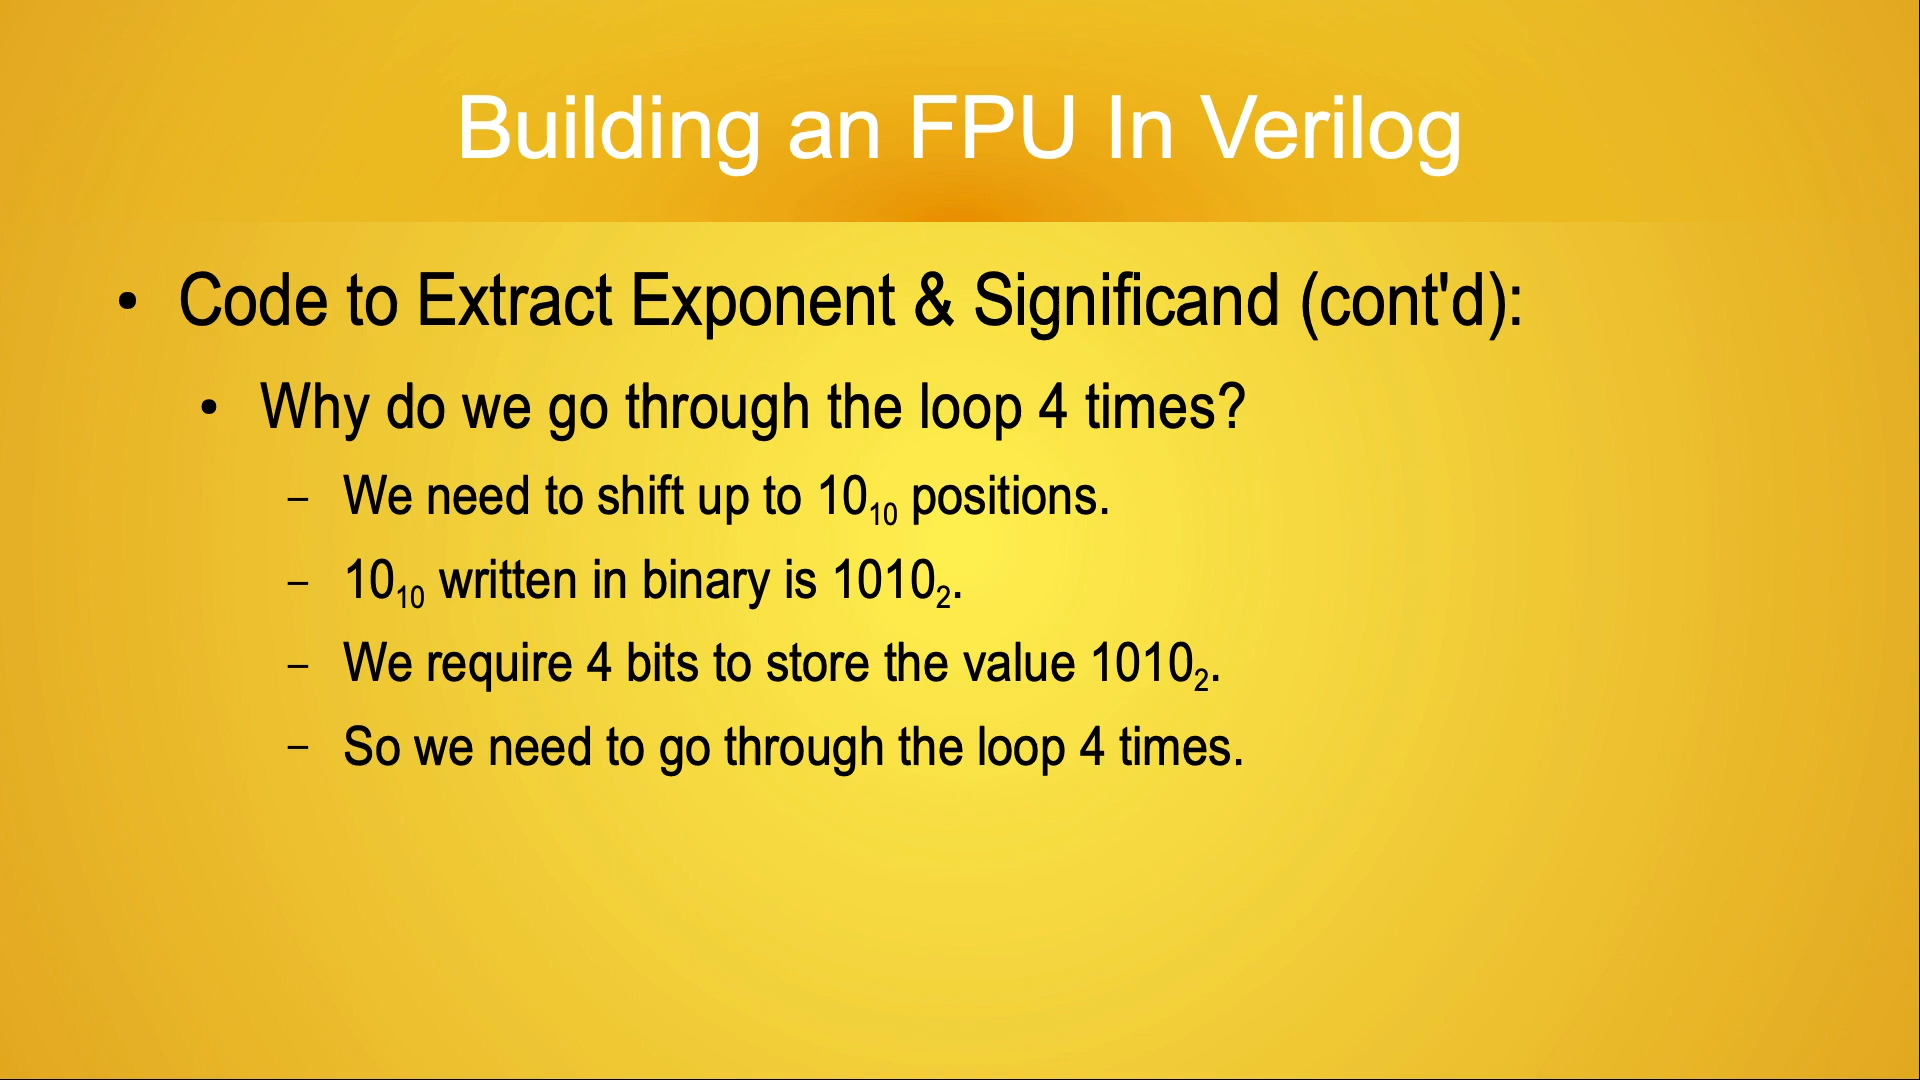 Building an FPU In Verilog
• Code to Extract Exponent & Significand (cont'd):
• Why do we go through the loop 4 times?
– We need to shift up to 10₁₀ positions.
– 10₁₀ written in binary is 1010₂.
– We require 4 bits to store the value 1010₂.
– So we need to go through the loop 4 times.